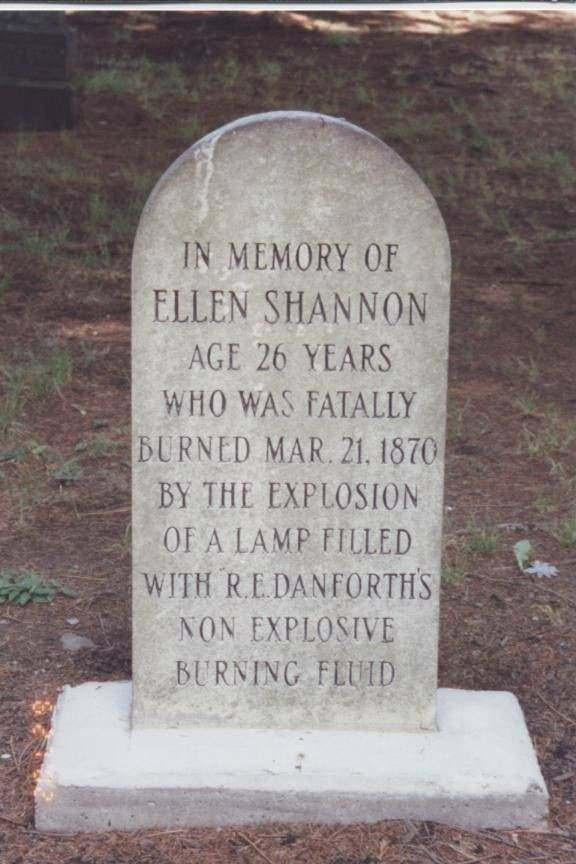 IN MEMORY OF
ELLEN SHANNON
AGE 26 YEARS
WHO WAS FATALLY
BURNED MAR. 21, 1870
BY THE EXPLOSION
OF A LAMP FILLED
WITH R.E.DANFORTH'S
NON EXPLOSIVE
BURNING FLUID